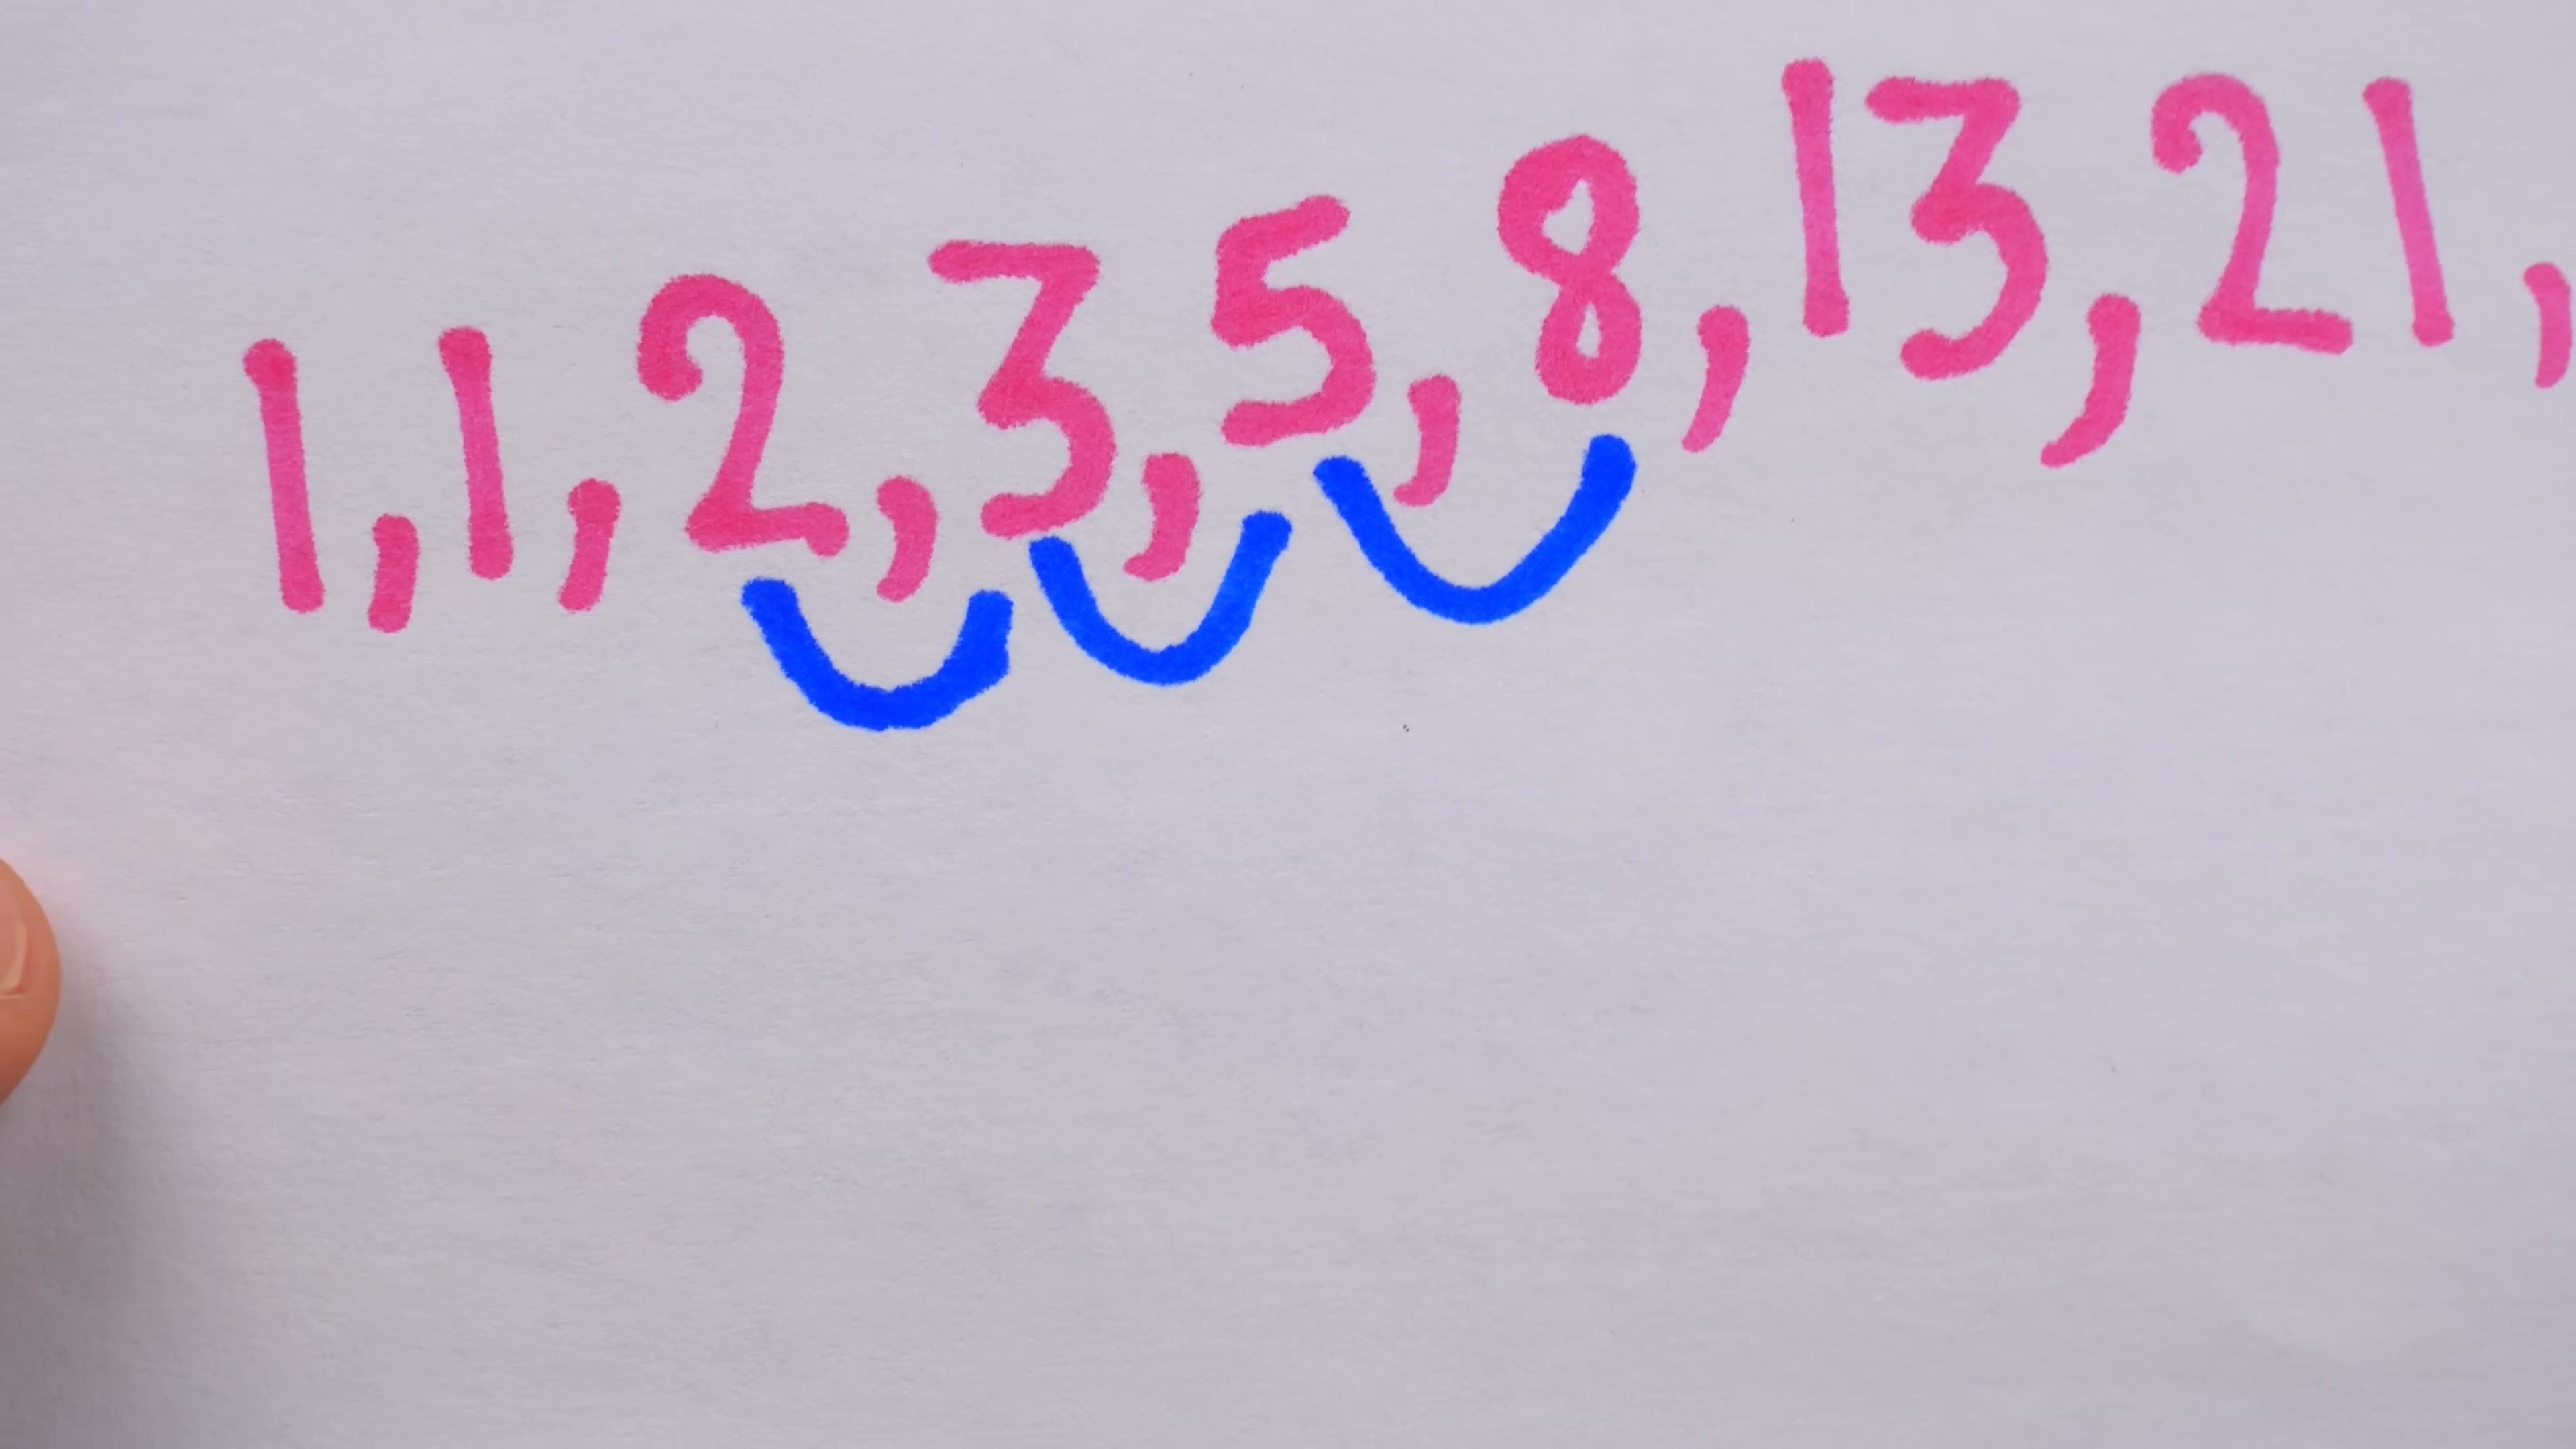 1, 1, 2, 3, 5, 8, 13, 21,